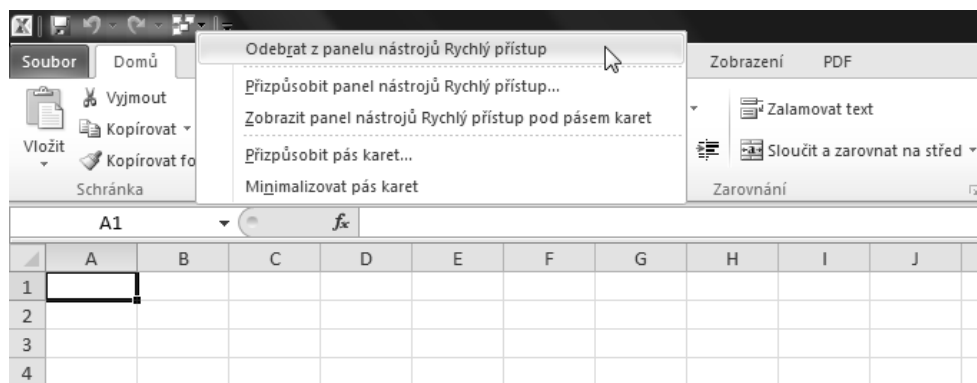 Odebrat z panelu nástrojů Rychlý přístup
Soubor Domů Zobrazení PDF
Přizpůsobit panel nástrojů Rychlý přístup...
Zobrazit panel nástrojů Rychlý přístup pod pásem karet
Přizpůsobit pás karet...
Minimalizovat pás karet
Vložit
Vyjmout
Kopírovat
Kopírovat fo
Schránka
Zalamovat text
Sloučit a zarovnat na střed
Zarovnání
A1 fx
A B C D E F G H I J
1
2
3
4